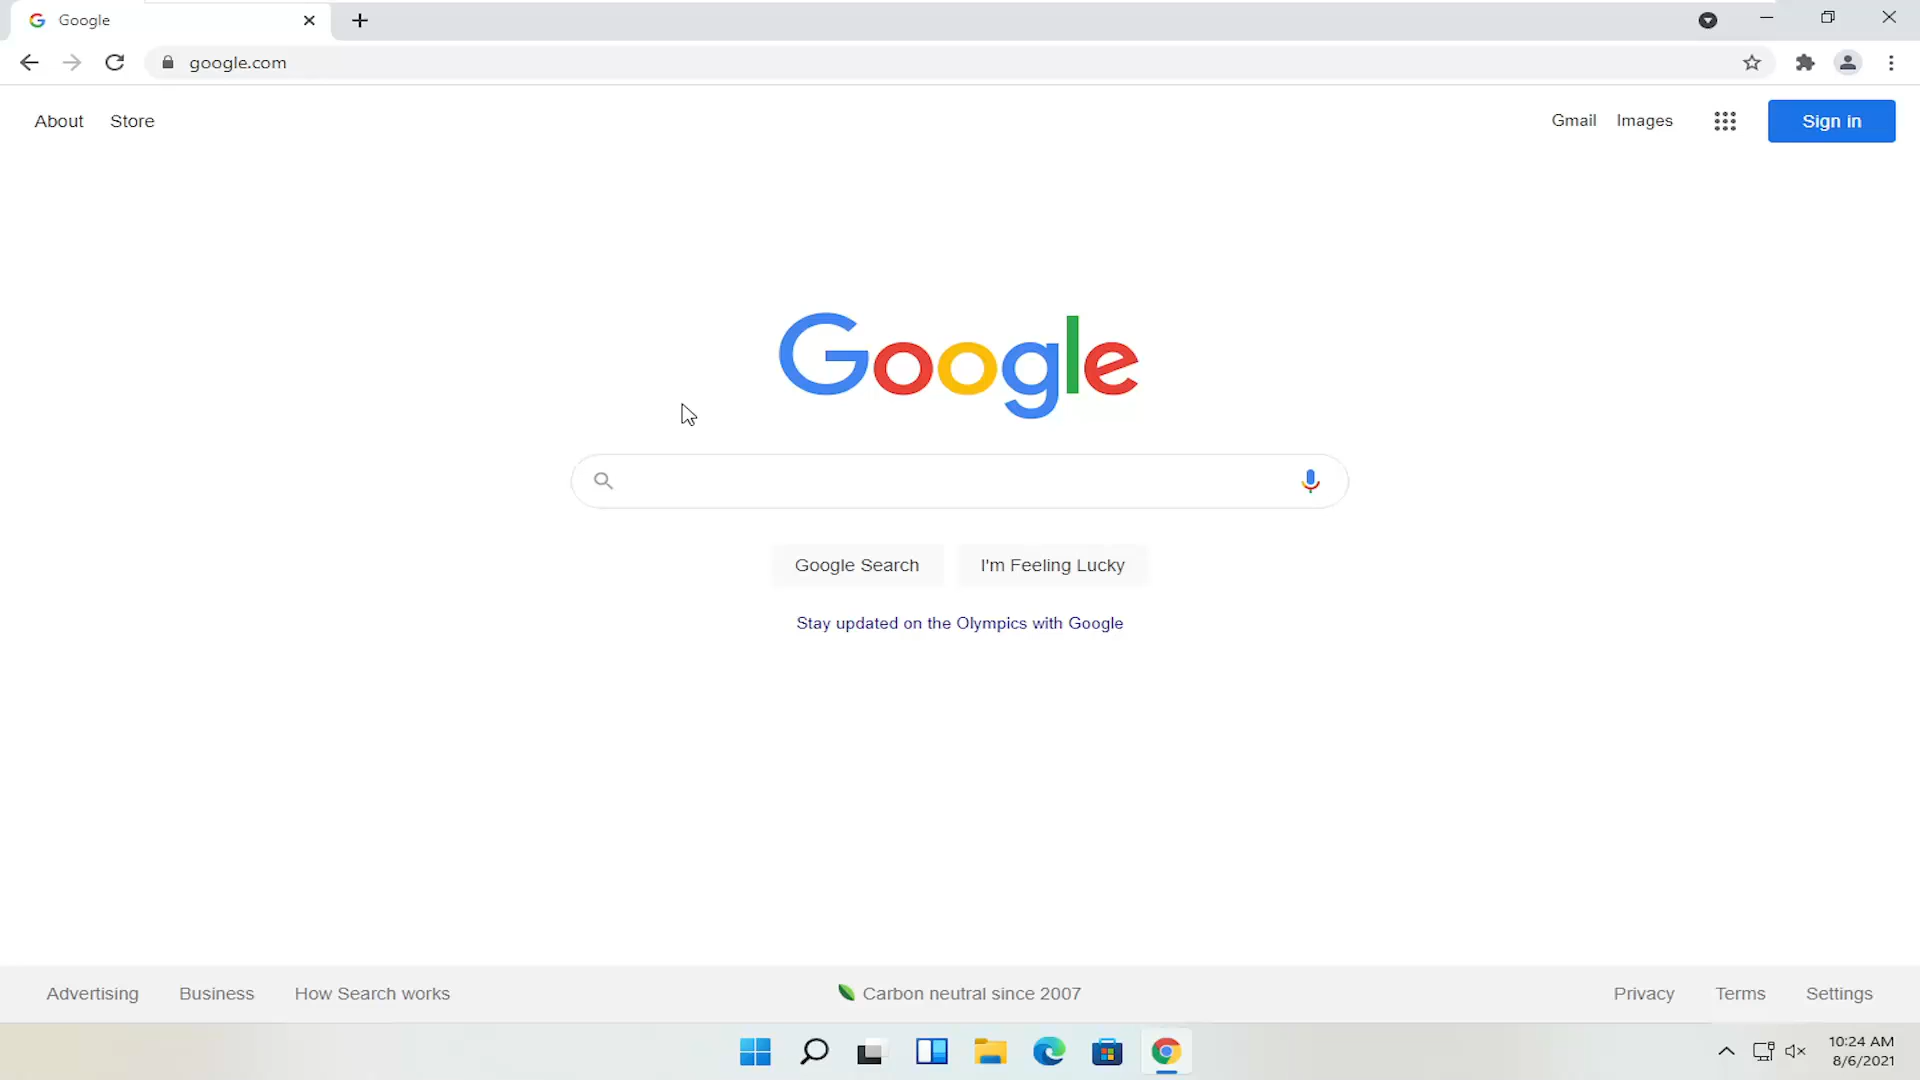 Google
google.com
About Store Gmail Images Sign in
Google
Google Search I'm Feeling Lucky
Stay updated on the Olympics with Google
Advertising Business How Search works Carbon neutral since 2007 Privacy Terms Settings
10:24 AM
8/6/2021